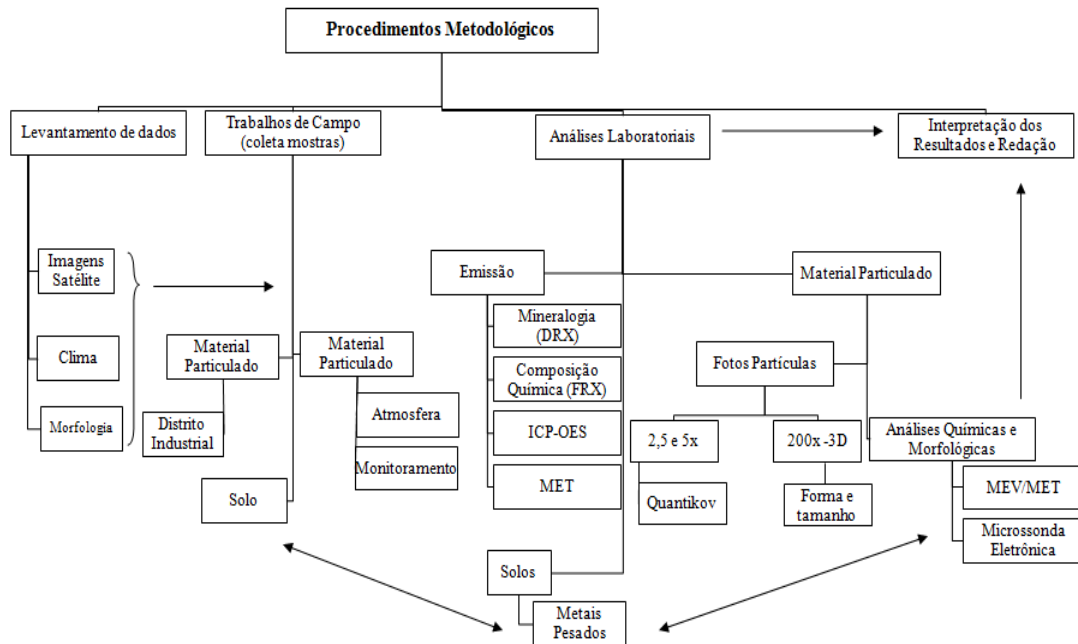 Procedimentos Metodológicos
Levantamento de dados
Trabalhos de Campo
(coleta mostras)
Análises Laboratoriais
Interpretação dos
Resultados e Redação
Imagens
Satélite
Clima
Morfologia
Material
Particulado
Distrito
Industrial
Material
Particulado
Atmosfera
Monitoramento
Solo
Emissão
Mineralogia
(DRX)
Composição
Química (FRX)
ICP-OES
MET
Material Particulado
Fotos Partículas
2,5 e 5x
Quantikov
200x -3D
Forma e
tamanho
Análises Químicas e
Morfológicas
MEV/MET
Microssonda
Eletrônica
Solos
Metais
Pesados